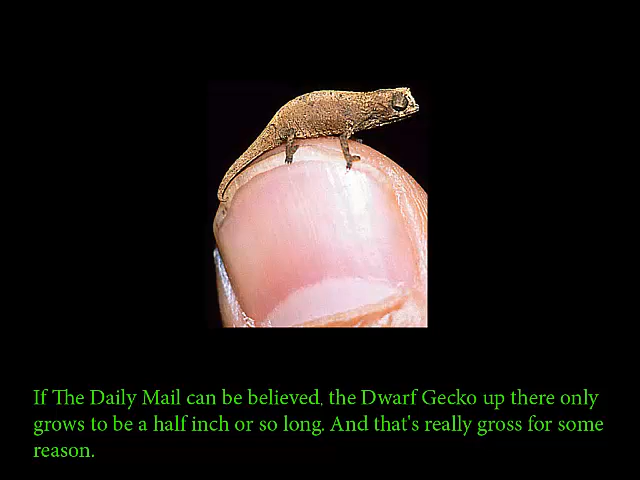 If The Daily Mail can be believed, the Dwarf Gecko up there only
grows to be a half inch or so long. And that's really gross for some
reason.